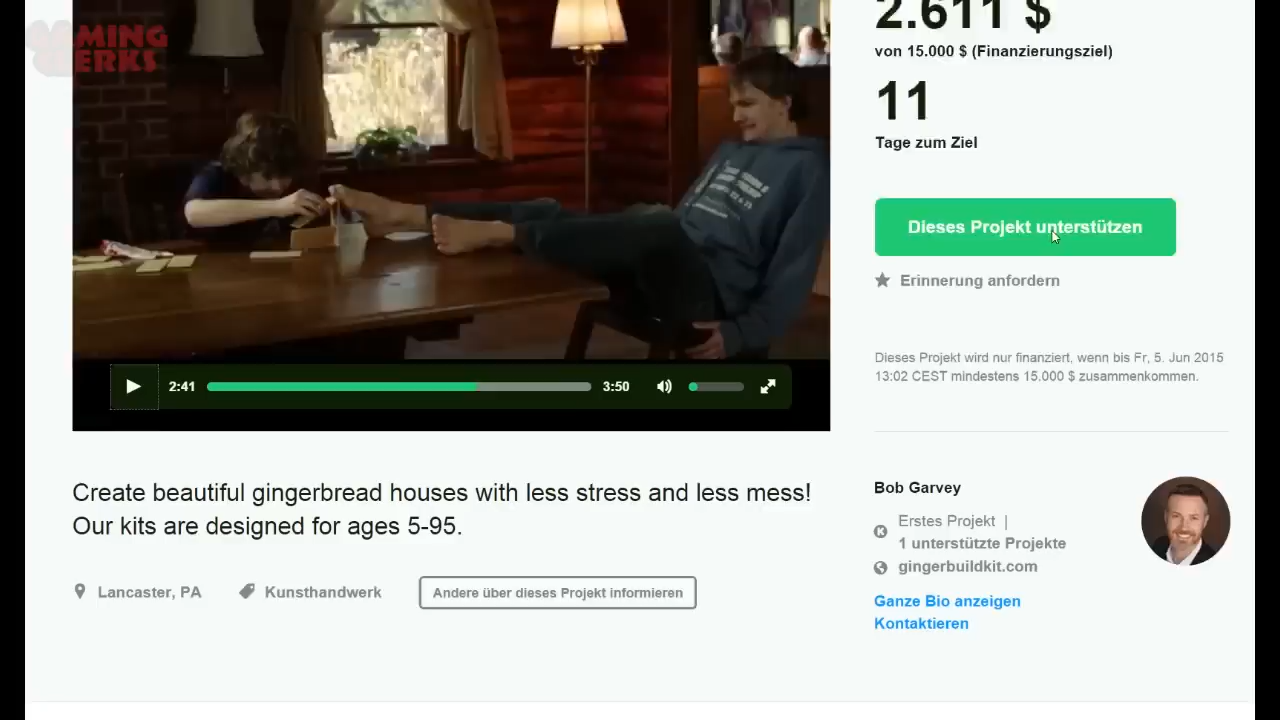 2.611 $
von 15.000 $ (Finanzierungsziel)
11
Tage zum Ziel
Dieses Projekt unterstützen
Erinnerung anfordern
Dieses Projekt wird nur finanziert, wenn bis Fr, 5. Jun 2015
13:02 CEST mindestens 15.000 $ zusammenkommen.
2:41
3:50
Create beautiful gingerbread houses with less stress and less mess!
Our kits are designed for ages 5-95.
Lancaster, PA
Kunsthandwerk
Andere über dieses Projekt informieren
Bob Garvey
Erstes Projekt |
1 unterstützte Projekte
gingerbuildkit.com
Ganze Bio anzeigen
Kontaktieren